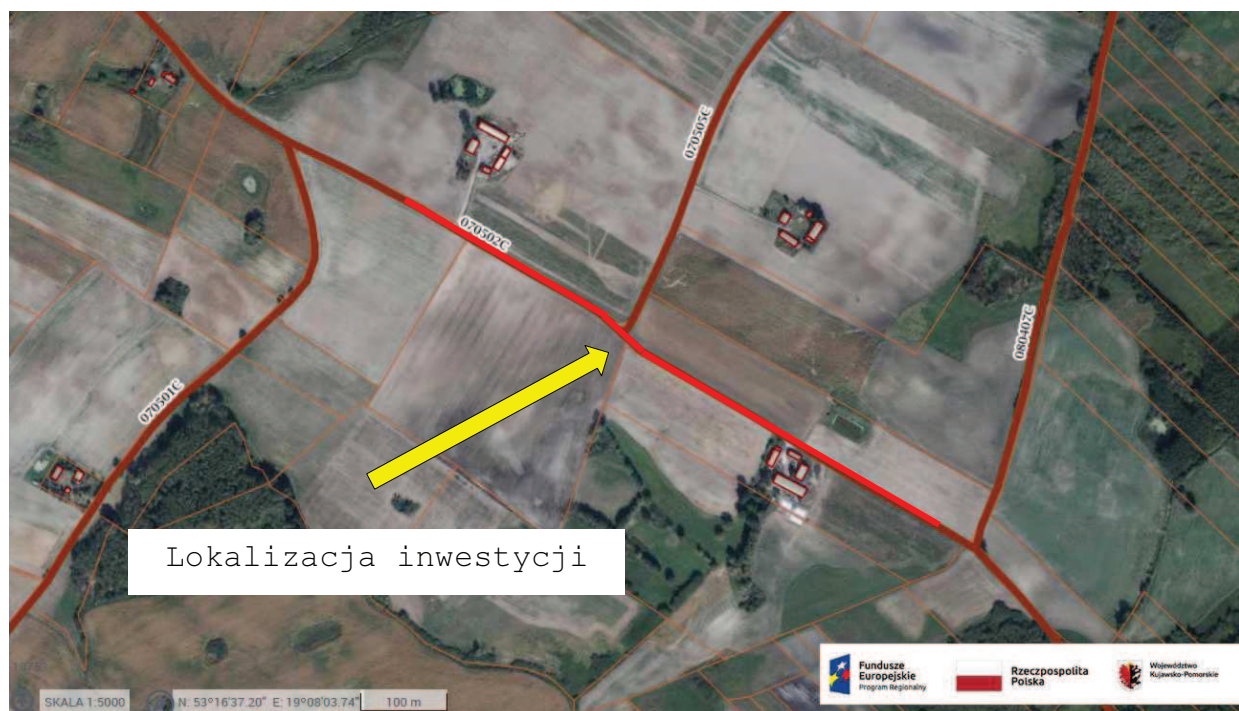 070505C
070502C
080407C
070501C
Lokalizacja inwestycji
Fundusze
Europejskie
Program Regionalny
Rzeczpospolita
Polska
Województwo
Kujawsko-Pomorskie
SKALA 1:5000
N: 53°16'37.20" E: 19°08'03.74"
100 m